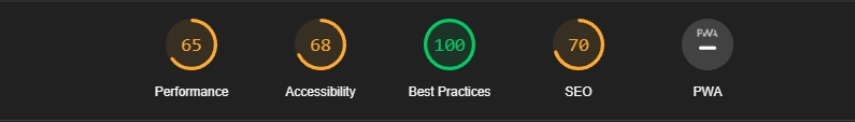 65 68 100 70 PWA
Performance Accessibility Best Practices SEO PWA